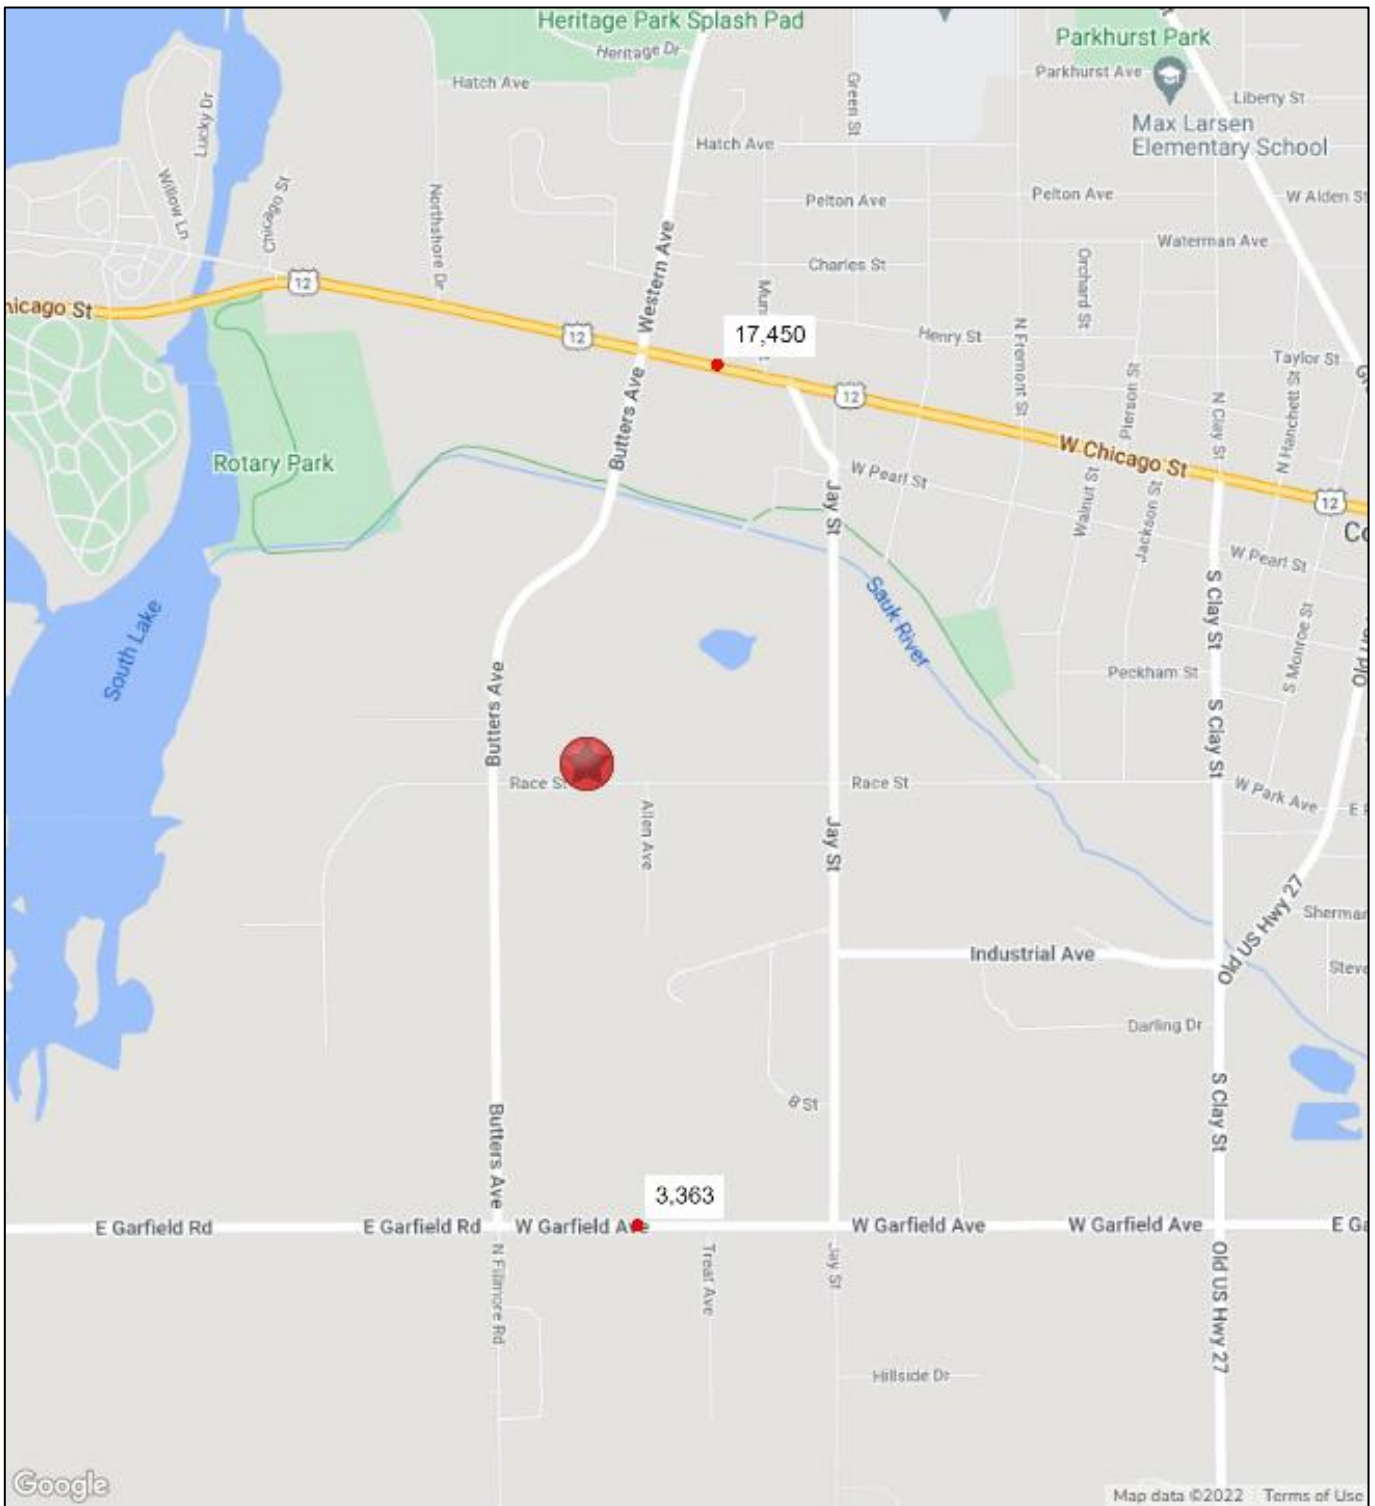 Heritage Park Splash Pad
Heritage Dr
Parkhurst Park
Parkhurst Ave
Hatch Ave
Green St
Liberty St
Lucky Dr
Max Larsen
Elementary School
Hatch Ave
Willow Ln
Chicago St
Northshore Dr
Pelton Ave
Pelton Ave
W Alden St
Western Ave
Waterman Ave
Charles St
Orchard St
12
hicago St
17,450
Henry St
N Fremont St
12
Taylor St
Butters Ave
12
Pierson St
N Clay St
N Hanchett St
W Chicago St
Rotary Park
W Pearl St
Walnut St
Jackson St
12
Jay St
W Pearl St
Sauk River
S Clay St
South Lake
S Monroe St
Butters Ave
Peckham St
S Clay St
Race St
Race St
W Park Ave
Allen Ave
Jay St
Old US Hwy 27
Industrial Ave
Darling Dr
S Clay St
B St
Butters Ave
3,363
E Garfield Rd
E Garfield Rd
W Garfield Ave
W Garfield Ave
W Garfield Ave
N Fillmore Rd
Treat Ave
Jay St
Old US Hwy 27
Hillside Dr
Google
Map data ©2022
Terms of Use